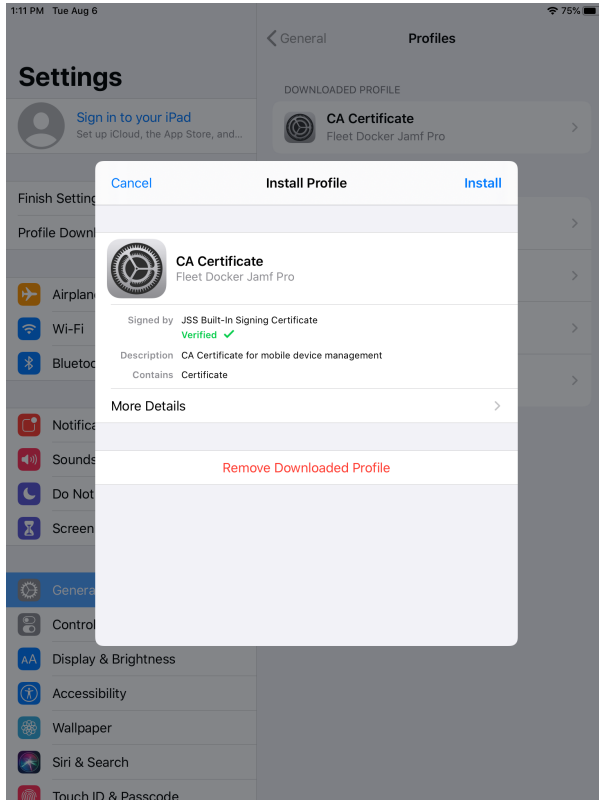 1:11 PM Tue Aug 6
75%
General
Profiles
Settings
DOWNLOADED PROFILE
Sign in to your iPad
Set up iCloud, the App Store, and...
CA Certificate
Fleet Docker Jamf Pro
Cancel
Install Profile
Install
Finish Setting
Profile Downl
CA Certificate
Fleet Docker Jamf Pro
Signed by JSS Built-In Signing Certificate
Verified
Description CA Certificate for mobile device management
Contains Certificate
More Details
Remove Downloaded Profile
Airplan
Wi-Fi
Bluetoo
Notifica
Sounds
Do Not
Screen
Genera
Control
AA Display & Brightness
Accessibility
Wallpaper
Siri & Search
Touch ID & Passcode